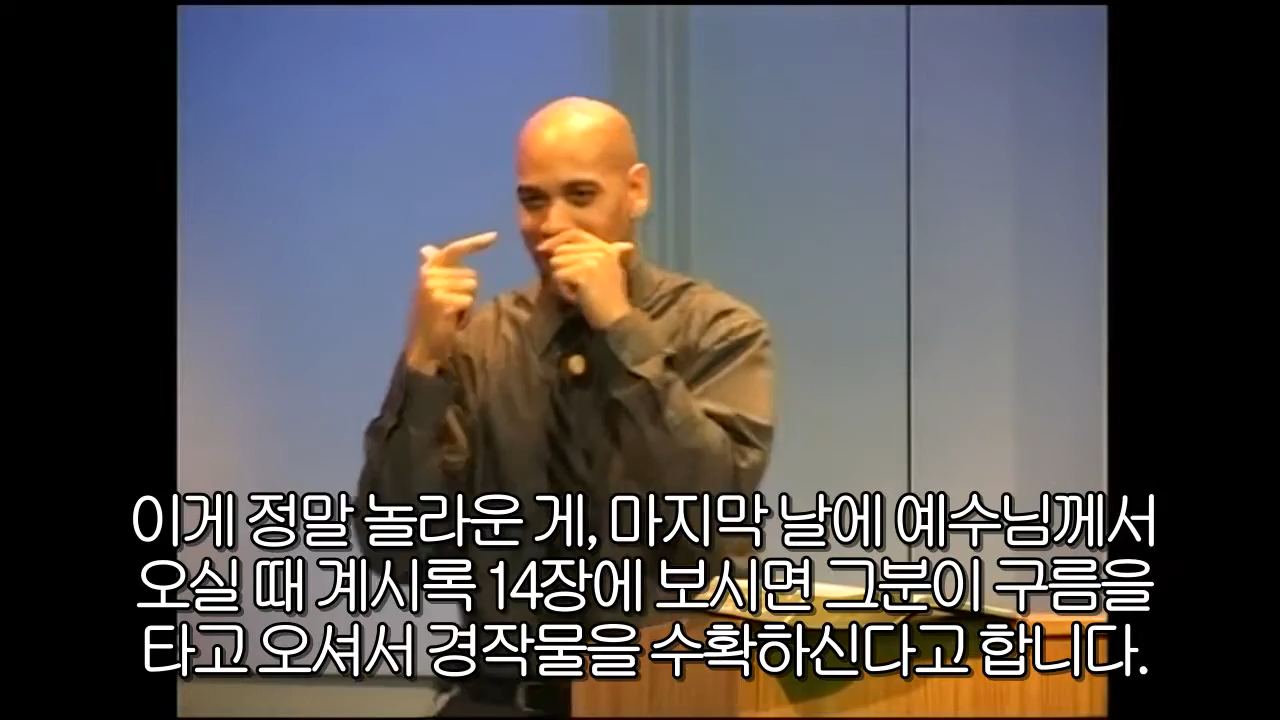 이게 정말 놀라운 게, 마지막 날에 예수님께서
오실 때 계시록 14장에 보시면 그분이 구름을
타고 오셔서 경작물을 수확하신다고 합니다.